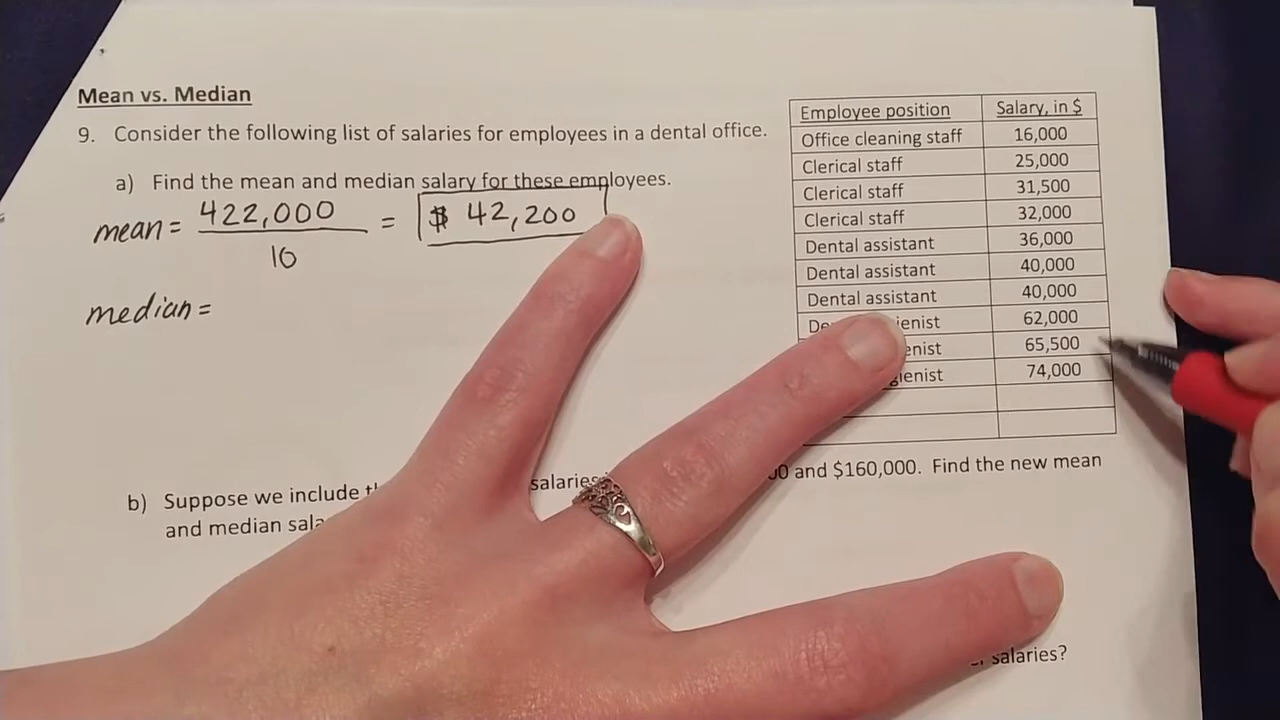 Mean vs. Median
9. Consider the following list of salaries for employees in a dental office.
a) Find the mean and median salary for these employees.
mean = 422,000 = $ 42,200
10
median =
Employee position Salary, in $
Office cleaning staff 16,000
Clerical staff 25,000
Clerical staff 31,500
Clerical staff 32,000
Dental assistant 36,000
Dental assistant 40,000
Dental assistant 40,000
62,000
65,500
74,000
b) Suppose we include salaries and $160,000. Find the new mean
and median
salaries?